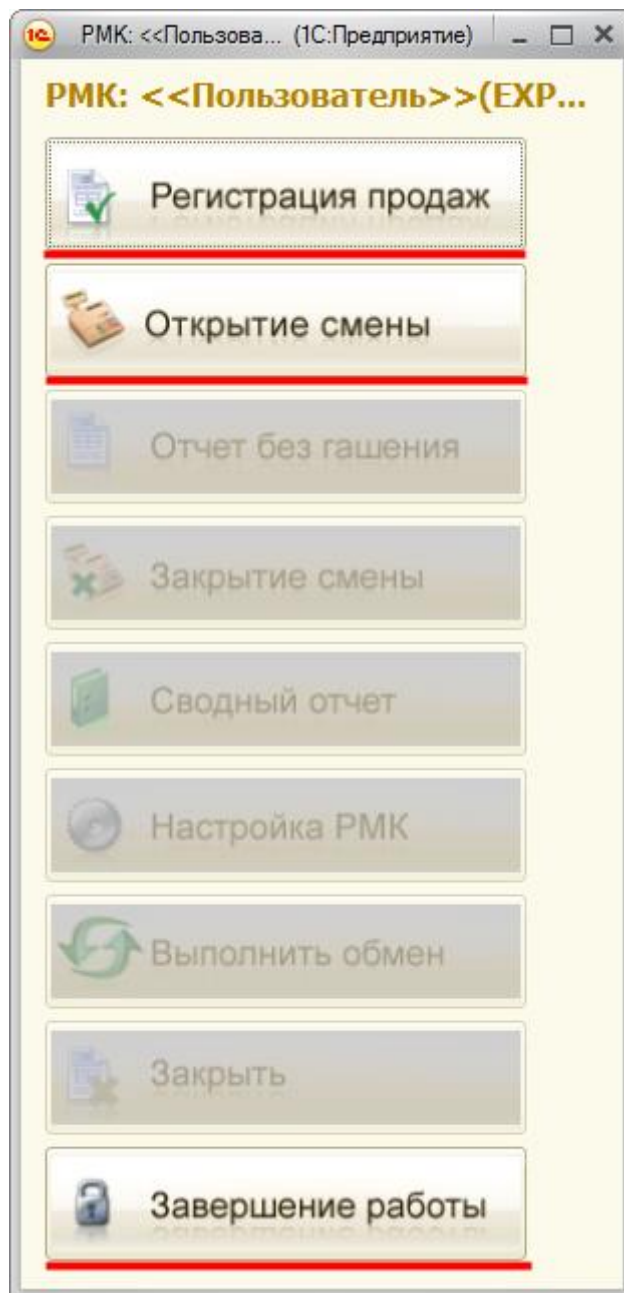 1С РМК: <<Пользова... (1С:Предприятие)
РМК: <<Пользователь>>(EXP...
Регистрация продаж
Открытие смены
Отчет без гашения
Закрытие смены
Сводный отчет
Настройка РМК
Выполнить обмен
Закрыть
Завершение работы